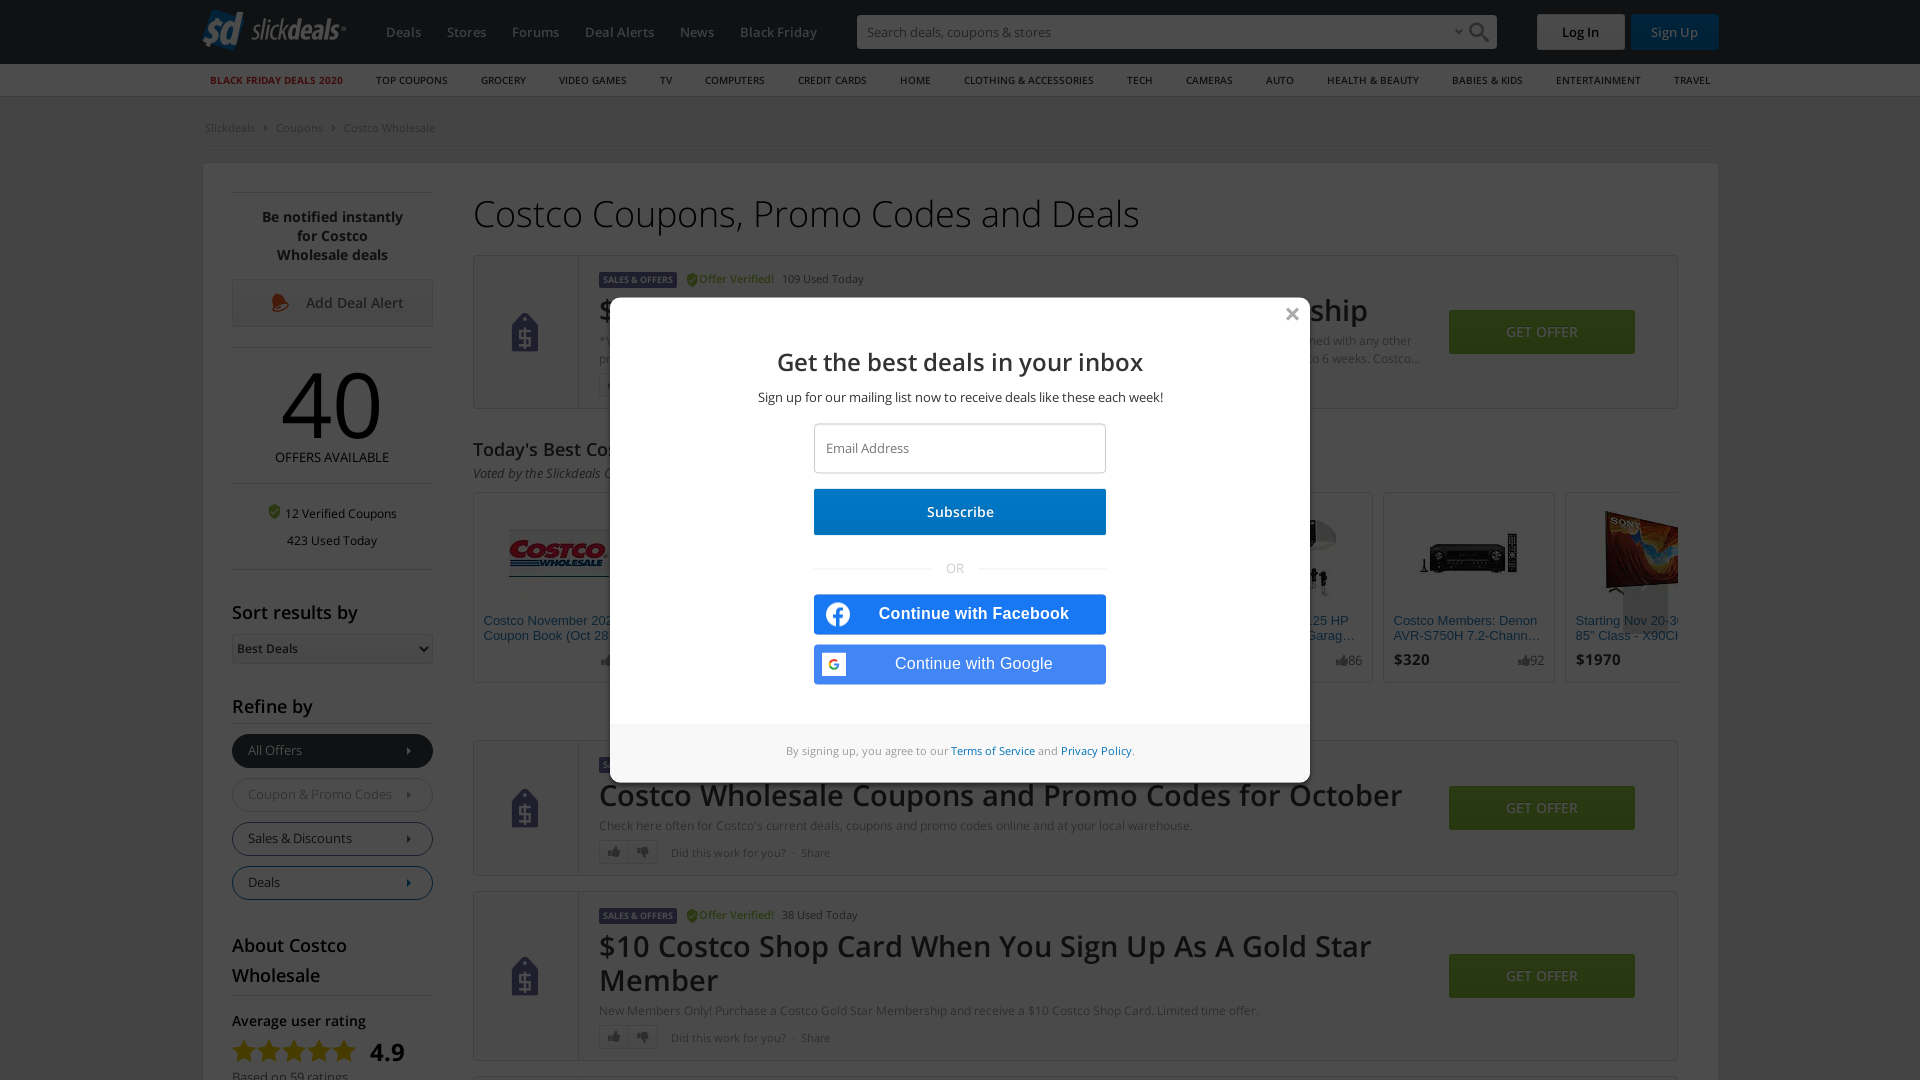 slickdeals
Deals
Stores
Forums
Deal Alerts
News
Black Friday
Search deals, coupons & stores
Log In
Sign Up
BLACK FRIDAY DEALS 2020
TOP COUPONS
GROCERY
VIDEO GAMES
TV
COMPUTERS
CREDIT CARDS
HOME
CLOTHING & ACCESSORIES
TECH
CAMERAS
AUTO
HEALTH & BEAUTY
BABIES & KIDS
ENTERTAINMENT
TRAVEL
Slickdeals
Coupons
Costco Wholesale
Be notified instantly
for Costco
Wholesale deals
Add Deal Alert
40
OFFERS AVAILABLE
12 Verified Coupons
423 Used Today
Sort results by
Best Deals
Refine by
All Offers
Coupon & Promo Codes
Sales & Discounts
Deals
About Costco
Wholesale
Average user rating
4.9
Based on 59 ratings
Costco Coupons, Promo Codes and Deals
SALES & OFFERS
Offer Verified!
109 Used Today
ship
ned with any other
to 6 weeks. Costco...
GET OFFER
Today's Best Cos
Voted by the Slickdeals C
COSTCO
WHOLESALE
Costco November 202
Coupon Book (Oct 28
.25 HP
Garag...
86
Costco Members: Denon
AVR-S750H 7.2-Chann...
$320
92
SONY
Starting Nov 20-3
85" Class - X90CH
$1970
Get the best deals in your inbox
Sign up for our mailing list now to receive deals like these each week!
Email Address
Subscribe
OR
Continue with Facebook
Continue with Google
By signing up, you agree to our Terms of Service and Privacy Policy.
Costco Wholesale Coupons and Promo Codes for October
Check here often for Costco's current deals, coupons and promo codes online and at your local warehouse.
Did this work for you? · Share
GET OFFER
SALES & OFFERS
Offer Verified!
38 Used Today
$10 Costco Shop Card When You Sign Up As A Gold Star
Member
New Members Only! Purchase a Costco Gold Star Membership and receive a $10 Costco Shop Card. Limited time offer.
Did this work for you? · Share
GET OFFER